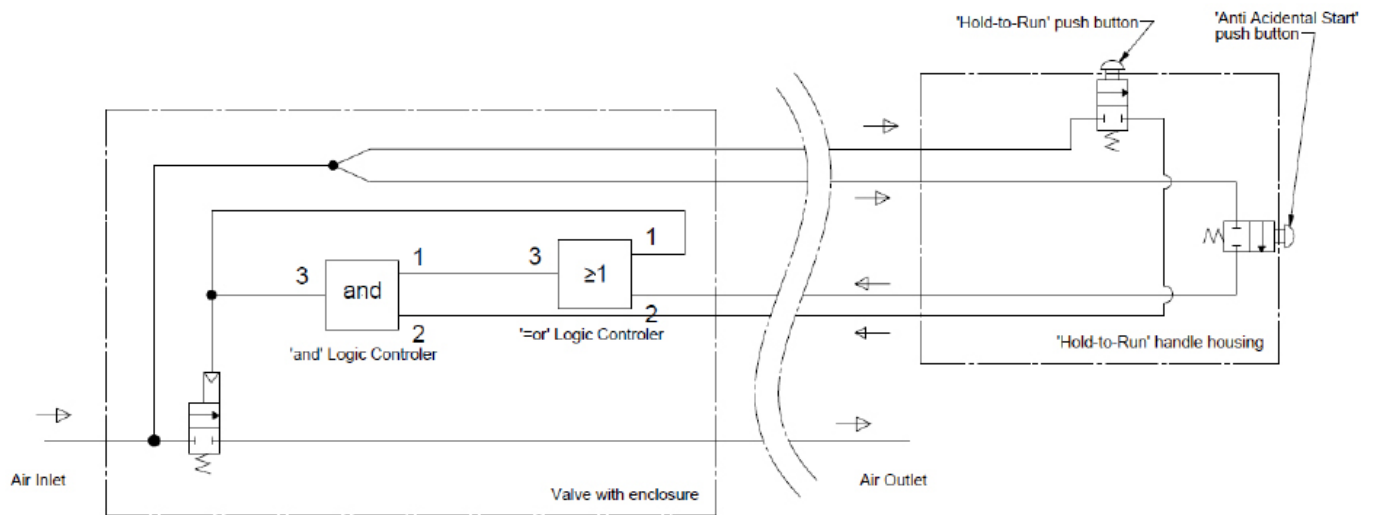 'Hold-to-Run' push button
'Anti Acidental Start'
push button
1
3
1
3
and
≥1
2
2
'=or' Logic Controler
'and' Logic Controler
'Hold-to-Run' handle housing
Air Inlet
Air Outlet
Valve with enclosure